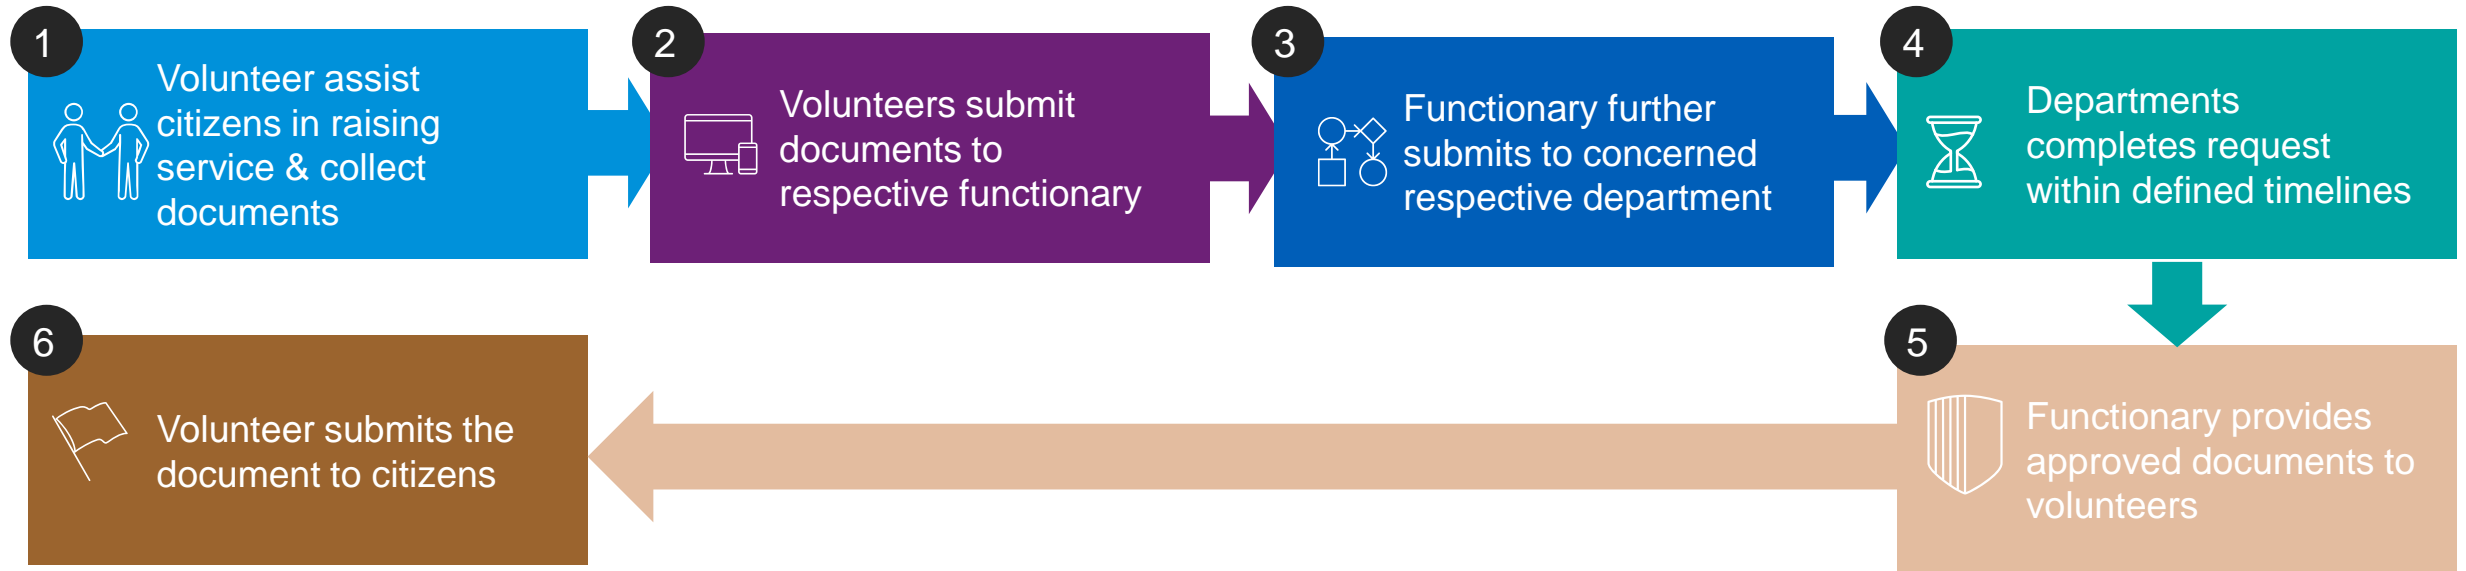 1
Volunteer assist
citizens in raising
service & collect
documents
2
Volunteers submit
documents to
respective functionary
3
Functionary further
submits to concerned
respective department
4
Departments
completes request
within defined timelines
5
Functionary provides
approved documents to
volunteers
6
Volunteer submits the
document to citizens